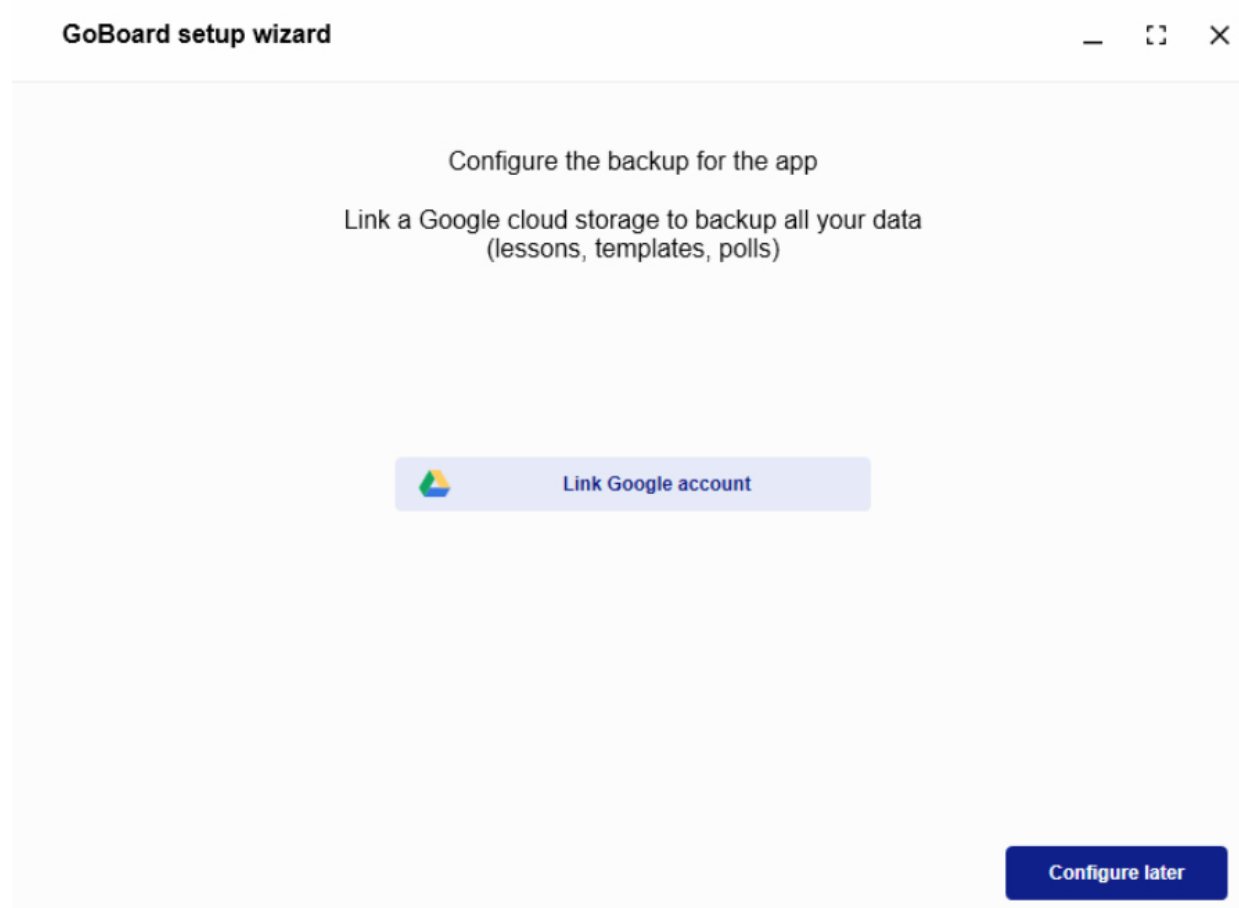 GoBoard setup wizard
Configure the backup for the app
Link a Google cloud storage to backup all your data
(lessons, templates, polls)
Link Google account
Configure later